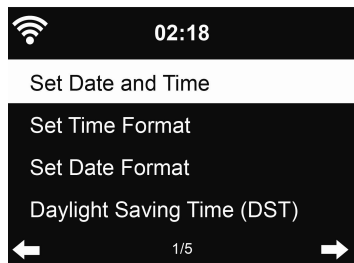 02:18
Set Date and Time
Set Time Format
Set Date Format
Daylight Saving Time (DST)
1/5